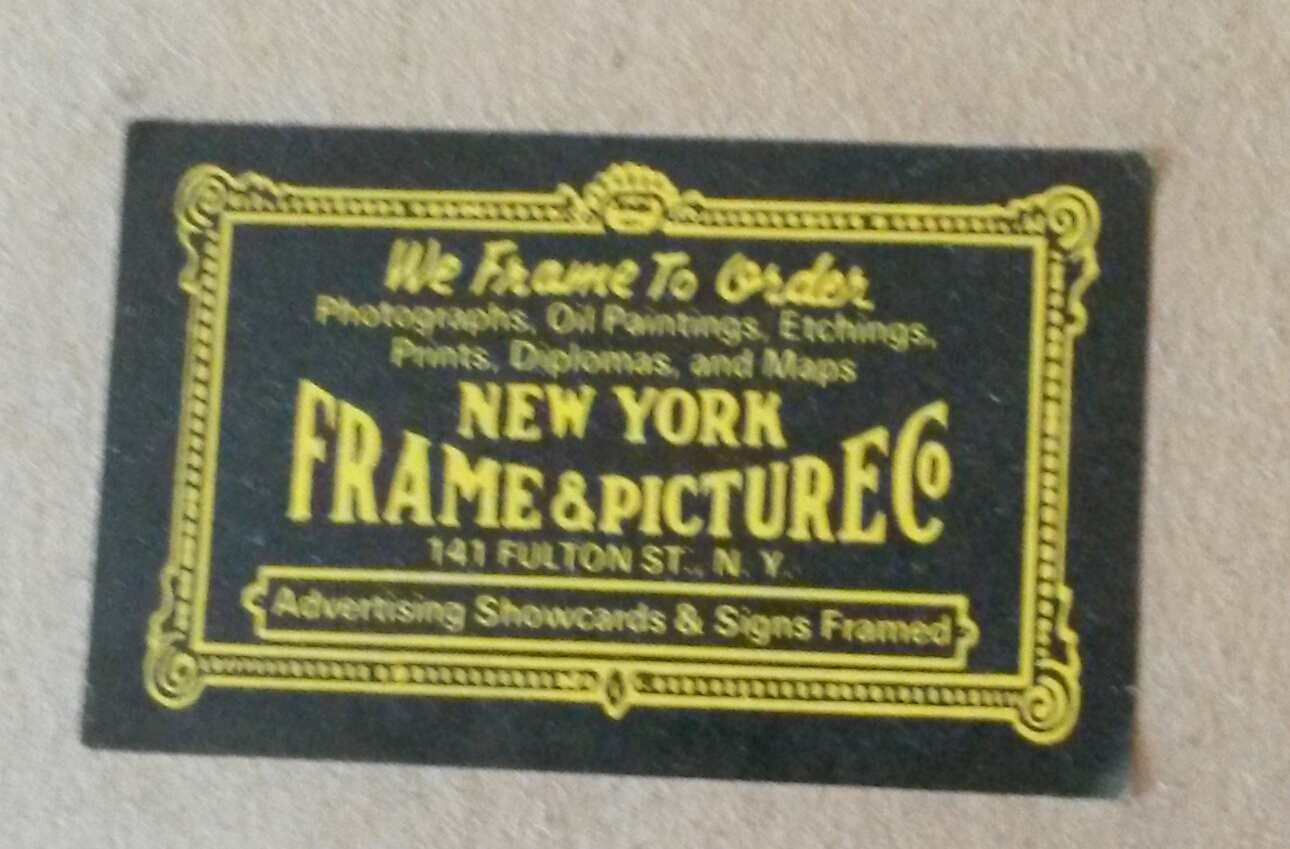 We Frame To Order
Photographs, Oil Paintings, Etchings,
Prints, Diplomas, and Maps
NEW YORK
FRAME & PICTURE Co
141 FULTON ST., N. Y.
Advertising Showcards & Signs Framed